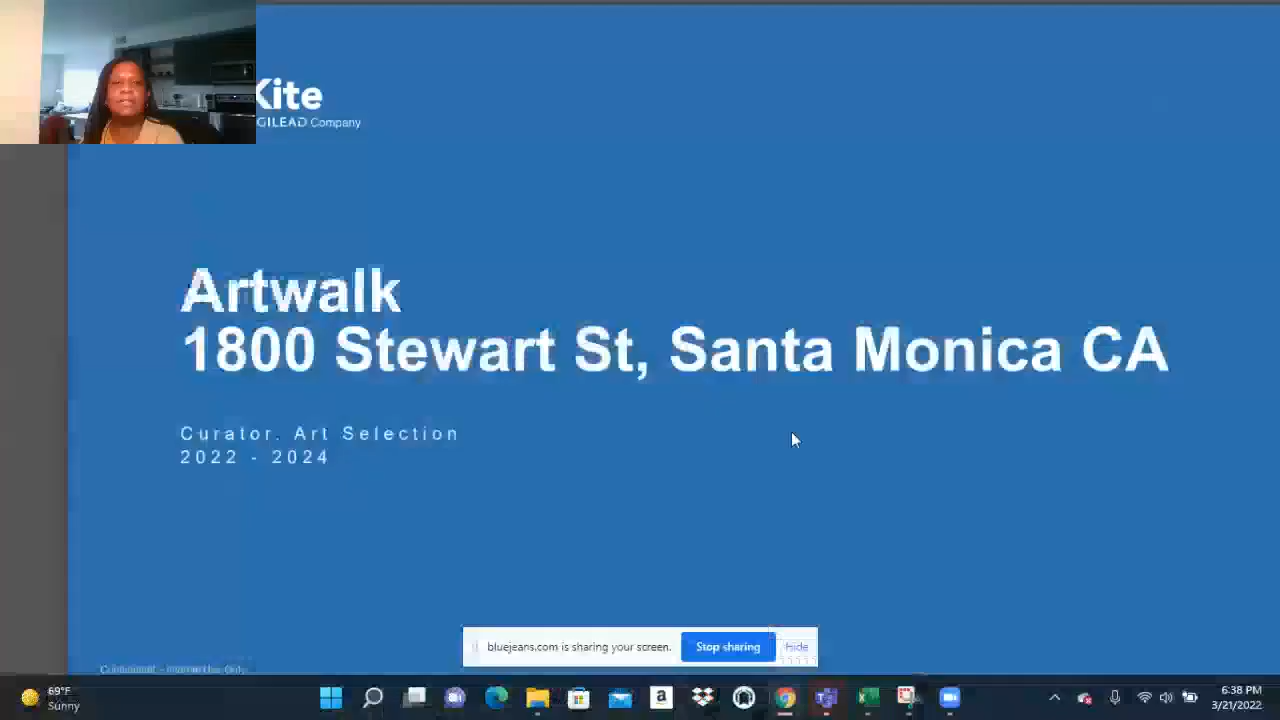 Kite
GILEAD Company
Artwalk
1800 Stewart St, Santa Monica CA
Curator. Art Selection
2022 - 2024
bluejeans.com is sharing your screen.
Stop sharing
Hide
69°F
Sunny
6:38 PM
3/21/2022